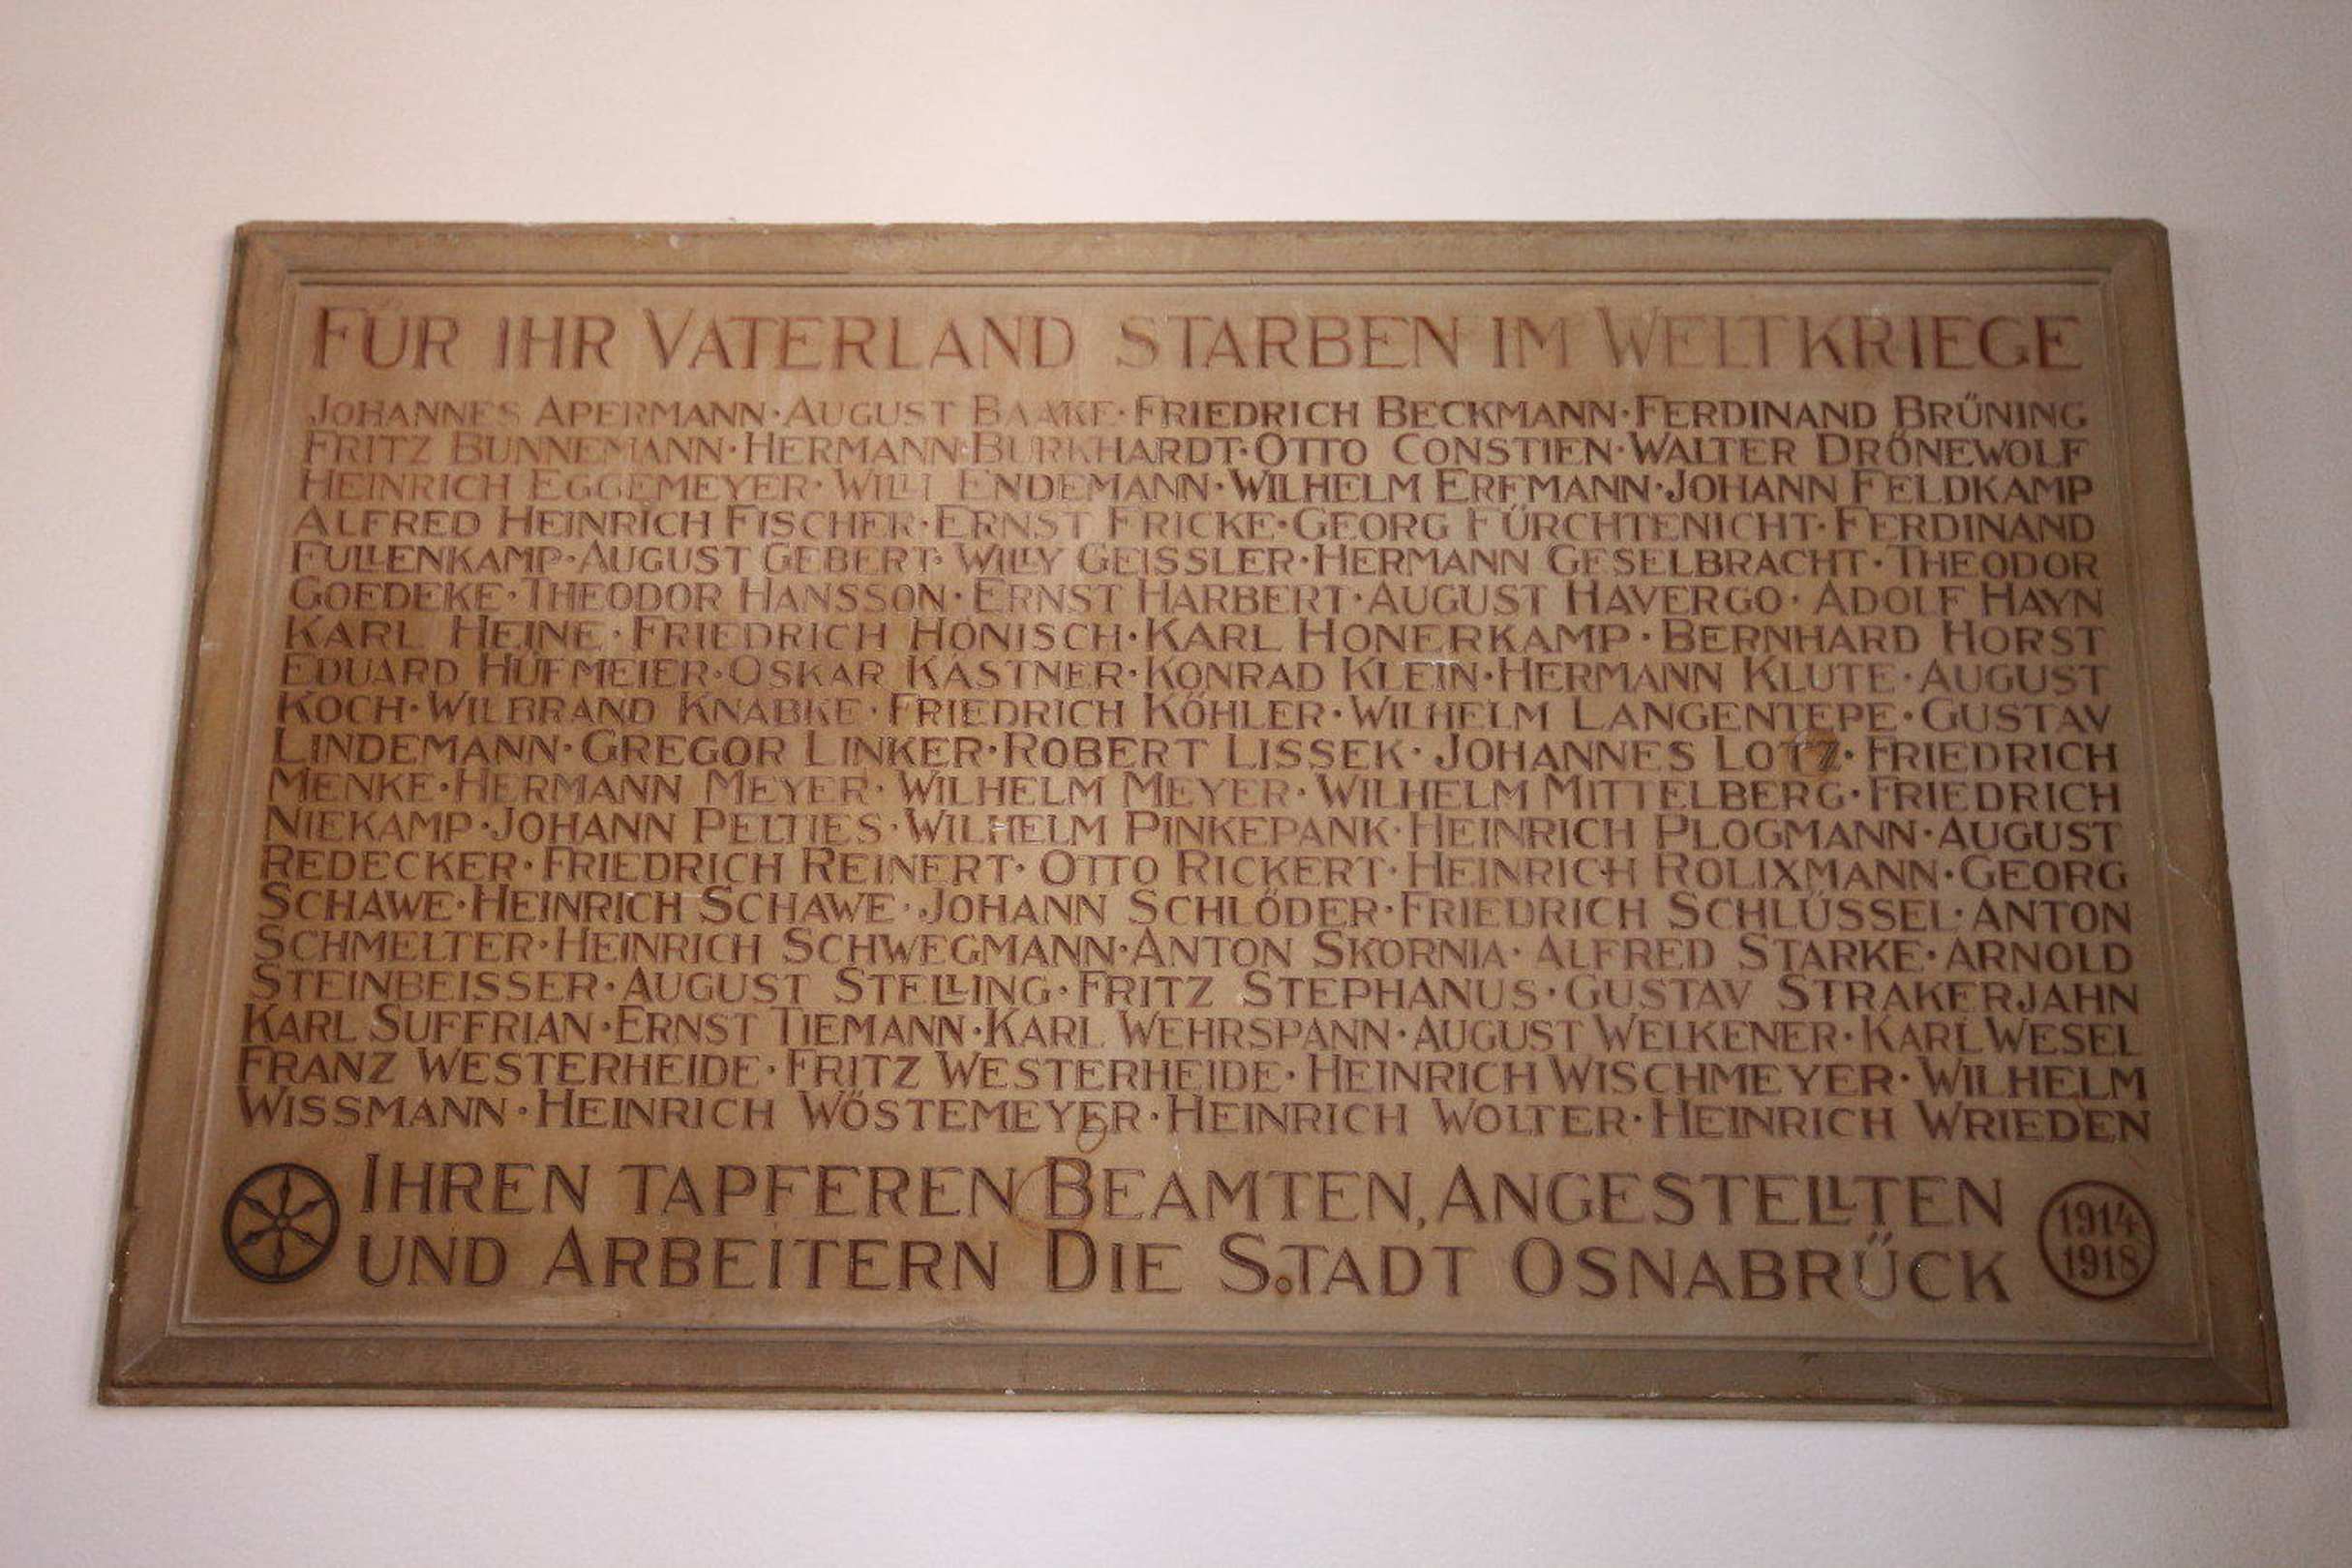 FÜR IHR VATERLAND STARBEN IM WELTKRIEGE
JOHANNES APERMANN·AUGUST BAAKE·FRIEDRICH BECKMANN·FERDINAND BRÜNING
FRITZ BUNNEMANN·HERMANN BURKHARDT·OTTO CONSTIEN·WALTER DRÖNEWOLF
HEINRICH EGGEMEYER·WILLI ENDEMANN·WILHELM ERFMANN·JOHANN FELDKAMP
ALFRED HEINRICH FISCHER·ERNST FRICKE·GEORG FÜRCHTENICHT·FERDINAND
FULLENKAMP·AUGUST GEBERT·WILLY GEISSLER·HERMANN GESELBRACHT·THEODOR
GOEDEKE·THEODOR HANSSON·ERNST HARBERT·AUGUST HAVERGO·ADOLF HAYN
KARL HEINE·FRIEDRICH HONISCH·KARL HONERKAMP·BERNHARD HORST
EDUARD HÜFMEIER·OSKAR KASTNER·KONRAD KLEIN·HERMANN KLUTE·AUGUST
KOCH·WILBRAND KNABKE·FRIEDRICH KÖHLER·WILHELM LANGENTEPE·GUSTAV
LINDEMANN·GREGOR LINKER·ROBERT LISSEK·JOHANNES LOTZ·FRIEDRICH
MENKE·HERMANN MEYER·WILHELM MEYER·WILHELM MITTELBERG·FRIEDRICH
NIEKAMP·JOHANN PELTJES·WILHELM PINKEPANK·HEINRICH PLOGMANN·AUGUST
REDECKER·FRIEDRICH REINERT·OTTO RICKERT·HEINRICH ROLIXMANN·GEORG
SCHAWE·HEINRICH SCHAWE·JOHANN SCHLÖDER·FRIEDRICH SCHLÜSSEL·ANTON
SCHMELTER·HEINRICH SCHWEGMANN·ANTON SKORNIA·ALFRED STARKE·ARNOLD
STEINBEISSER·AUGUST STELLING·FRITZ STEPHANUS·GUSTAV STRAKERJAHN
KARL SUFFRIAN·ERNST TIEMANN·KARL WEHRSPANN·AUGUST WELKENER·KARL WESEL
FRANZ WESTERHEIDE·FRITZ WESTERHEIDE·HEINRICH WISCHMEYER·WILHELM
WISSMANN·HEINRICH WÖSTEMEYER·HEINRICH WOLTER·HEINRICH WRIEDEN
IHREN TAPFEREN BEAMTEN, ANGESTELLTEN
UND ARBEITERN DIE STADT OSNABRÜCK
1914
1918